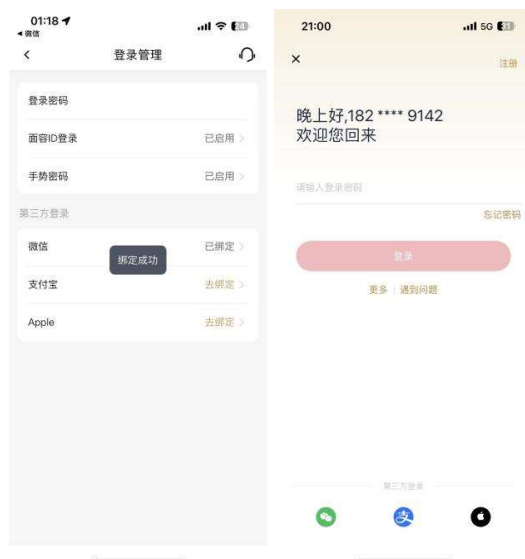 01:18
微信
登录管理
登录密码
面容ID登录
已启用
手势密码
已启用
第三方登录
微信
已绑定
绑定成功
支付宝
去绑定
Apple
去绑定
21:00
5G
注册
晚上好,182 **** 9142
欢迎您回来
请输入登录密码
忘记密码
登录
更多
遇到问题
第三方登录